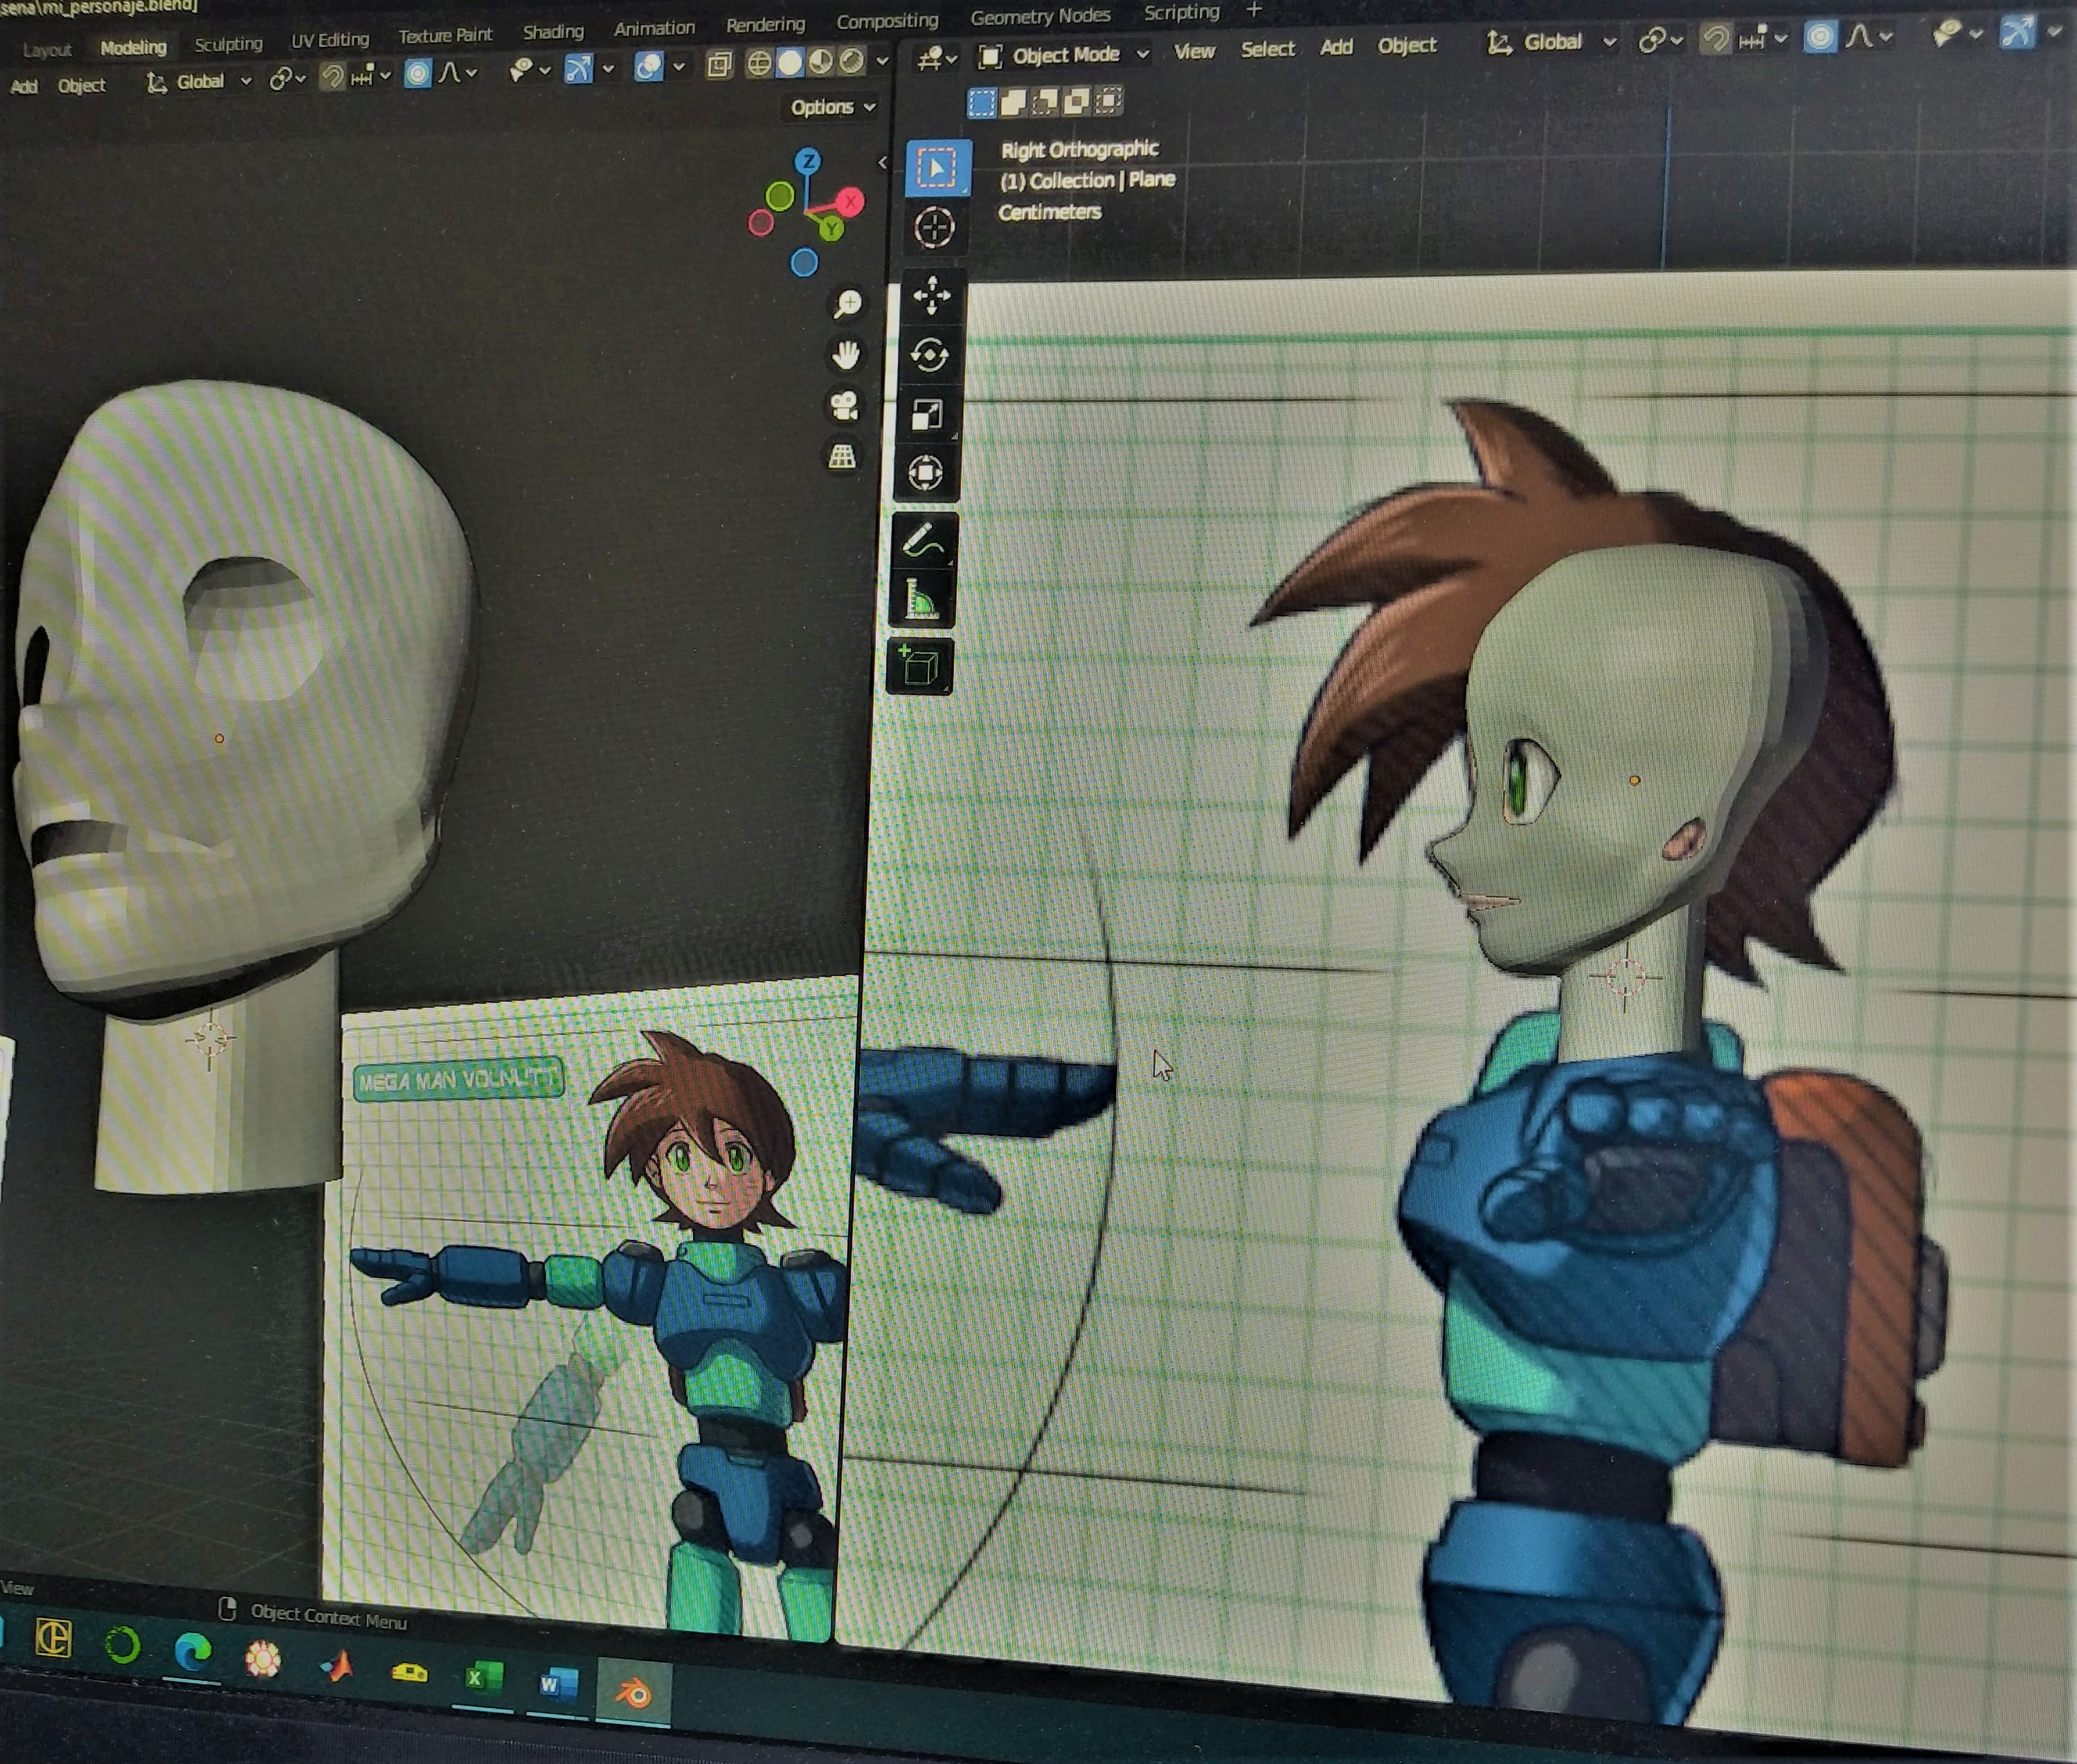 sena\mi_personaje.blend]
Layout Modeling Sculpting UV Editing Texture Paint Shading Animation Rendering Compositing Geometry Nodes Scripting +
Add Object Global
Object Mode View Select Add Object Global
Options
Right Orthographic
(1) Collection | Plane
Centimeters
Z
X
Y
MEGA MAN VOLNUTT
View
Object Context Menu
X
W